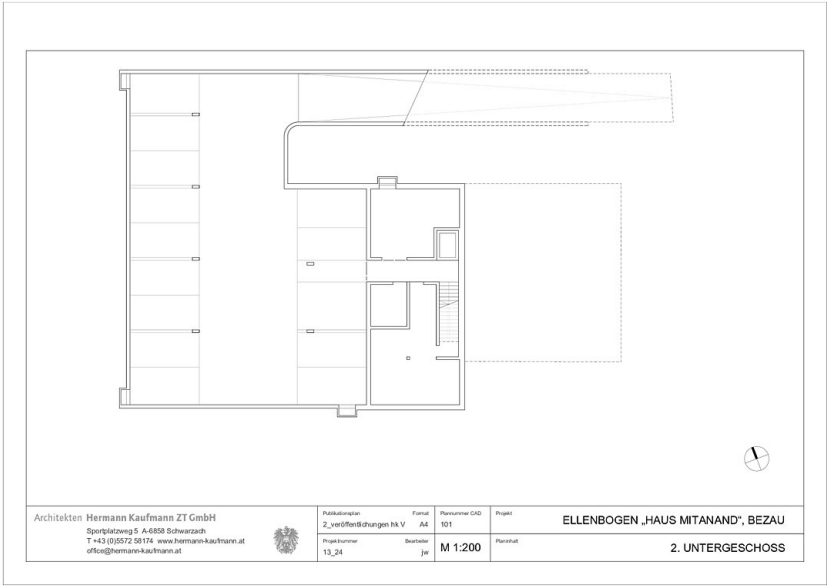 Architekten Hermann Kaufmann ZT GmbH
Sportplatzweg 5 A-6858 Schwarzach
T +43 (0)5572 58174 www.hermann-kaufmann.at
office@hermann-kaufmann.at
Publikationsplan
2_veröffentlichungen hk V
Format
A4
Plannummer CAD
101
Projekt
ELLENBOGEN „HAUS MITANAND“, BEZAU
Projektnummer
13_24
Bearbeiter
jw
M 1:200
Planinhalt
2. UNTERGESCHOSS